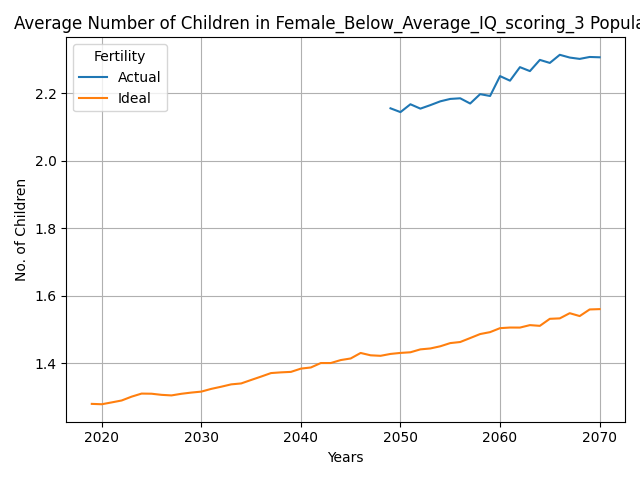 Average Number of Children in Female_Below_Average_IQ_scoring_3 Popula
Fertility
Actual
Ideal
No. of Children
2.2
2.0
1.8
1.6
1.4
2020 2030 2040 2050 2060 2070
Years